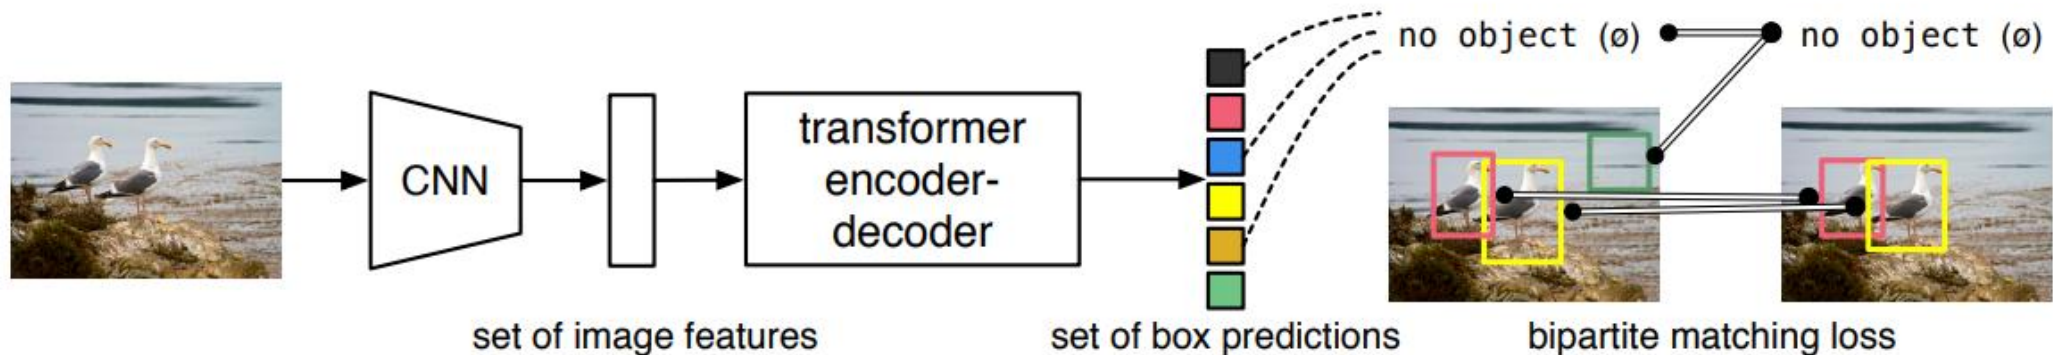 no object (ø)
no object (ø)
CNN
transformer
encoder-
decoder
set of image features
set of box predictions
bipartite matching loss